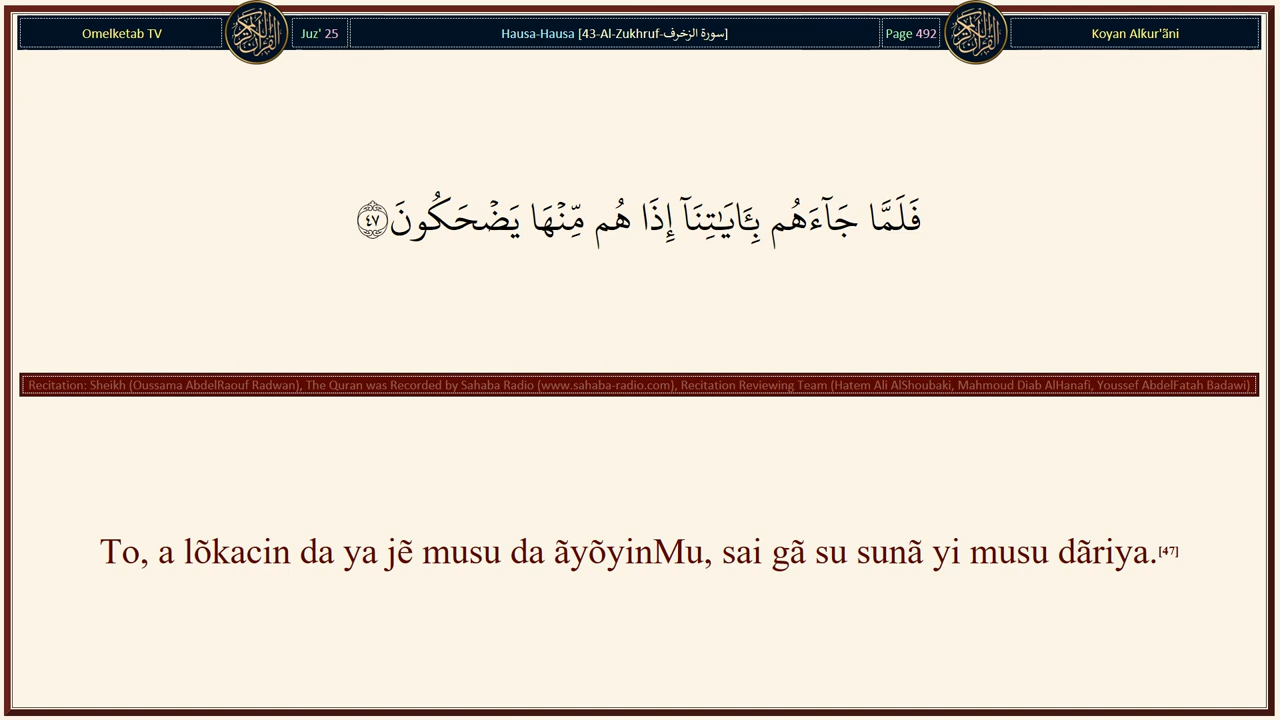 Omelketab TV
Juz' 25
Hausa-Hausa [43-Al-Zukhruf-سورة الزخرف]
Page 492
Koyan Alƙur'ãni
فَلَمَّا جَآءَهُم بِـَٔايَـٰتِنَآ إِذَا هُم مِّنۡهَا يَضۡحَكُونَ ٤٧
Recitation: Sheikh (Oussama AbdelRaouf Radwan), The Quran was Recorded by Sahaba Radio (www.sahaba-radio.com), Recitation Reviewing Team (Hatem Ali AlShoubaki, Mahmoud Diab AlHanafi, Youssef AbdelFatah Badawi)
To, a lõkacin da ya jẽ musu da ãyõyinMu, sai gã su sunã yi musu dãriya.[47]